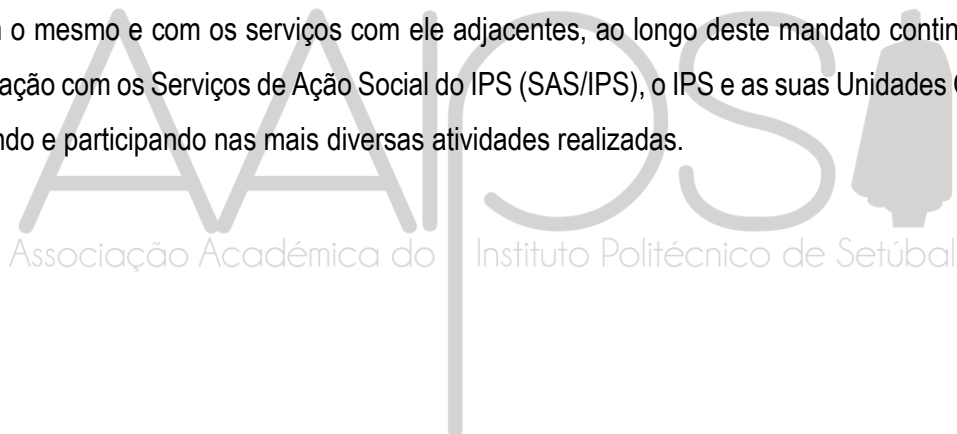 o mesmo e com os serviços com ele adjacentes, ao longo deste mandato contin
ação com os Serviços de Ação Social do IPS (SAS/IPS), o IPS e as suas Unidades
ndo e participando nas mais diversas atividades realizadas.
AAIPS
Associação Académica do Instituto Politécnico de Setúbal